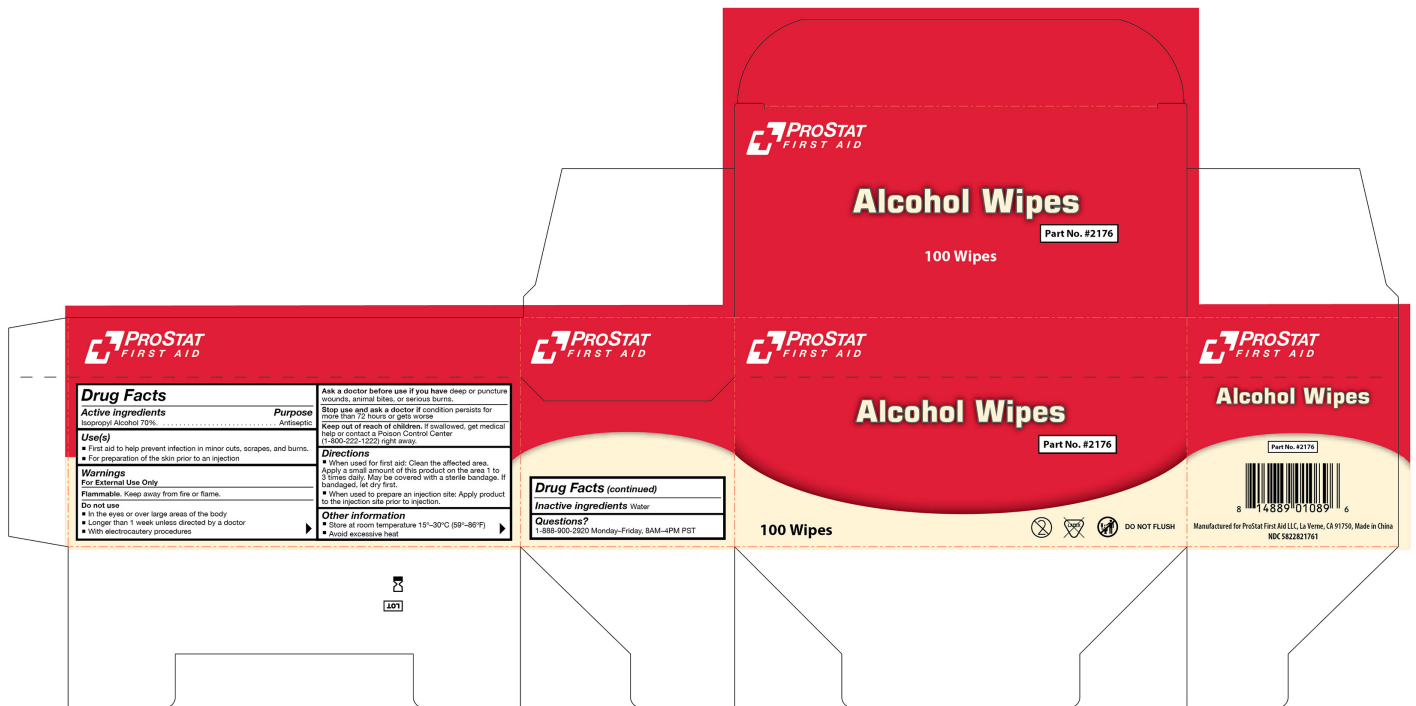 PROSTAT
FIRST AID
Alcohol Wipes
Part No. #2176
100 Wipes
PROSTAT
FIRST AID
Drug Facts
Active ingredients Purpose
Isopropyl Alcohol 70%. . . . . . . . . . . . . . . . . . . . . . . . . . . Antiseptic
Use(s)
▪ First aid to help prevent infection in minor cuts, scrapes, and burns.
▪ For preparation of the skin prior to an injection
Warnings
For External Use Only
Flammable. Keep away from fire or flame.
Do not use
▪ In the eyes or over large areas of the body
▪ Longer than 1 week unless directed by a doctor
▪ With electrocautery procedures
Ask a doctor before use if you have deep or puncture
wounds, animal bites, or serious burns.
Stop use and ask a doctor if condition persists for
more than 72 hours or gets worse
Keep out of reach of children. If swallowed, get medical
help or contact a Poison Control Center
(1-800-222-1222) right away.
Directions
▪ When used for first aid: Clean the affected area.
Apply a small amount of this product on the area 1 to
3 times daily. May be covered with a sterile bandage. If
bandaged, let dry first.
▪ When used to prepare an injection site: Apply product
to the injection site prior to injection.
Other information
▪ Store at room temperature 15º–30ºC (59º–86ºF)
▪ Avoid excessive heat
LOT
PROSTAT
FIRST AID
Drug Facts (continued)
Inactive ingredients Water
Questions?
1-888-900-2920 Monday–Friday, 8AM–4PM PST
PROSTAT
FIRST AID
Alcohol Wipes
Part No. #2176
100 Wipes
2
LATEX
DO NOT FLUSH
PROSTAT
FIRST AID
Alcohol Wipes
Part No. #2176
8 14889 01089 6
Manufactured for ProStat First Aid LLC, La Verne, CA 91750, Made in China
NDC 5822821761